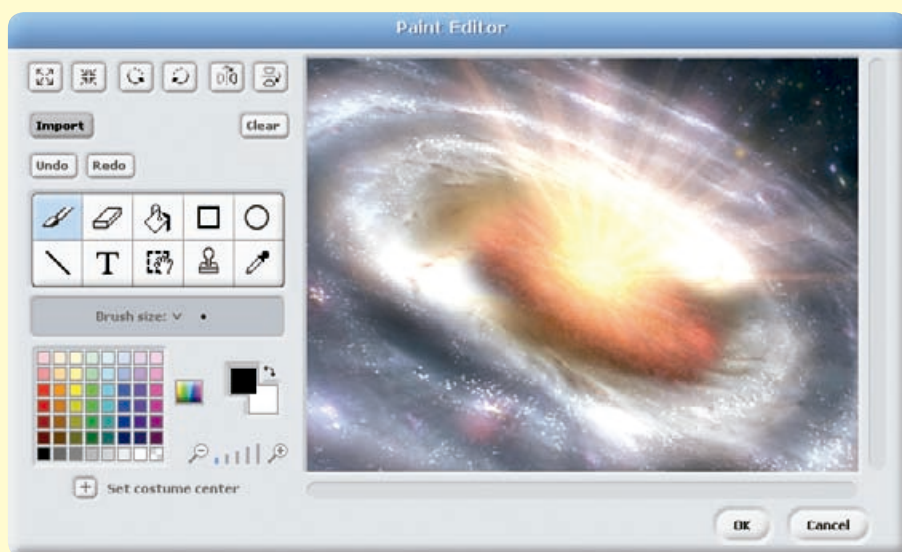 Paint Editor
Import
Clear
Undo
Redo
T
Brush size:
Set costume center
OK
Cancel